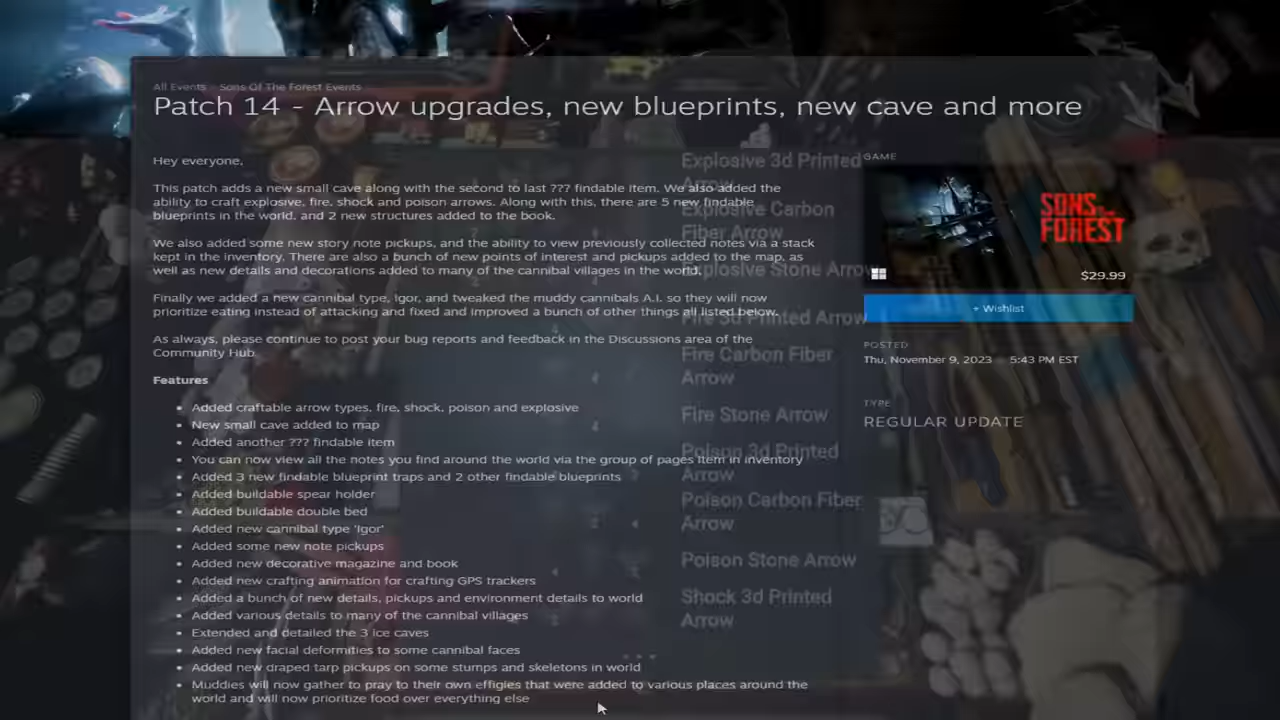 All Events Sons Of The Forest Events
Patch 14 - Arrow upgrades, new blueprints, new cave and more
Hey everyone,
This patch adds a new small cave along with the second to last ??? findable item. We also added the
ability to craft explosive, fire, shock and poison arrows. Along with this, there are 5 new findable
blueprints in the world, and 2 new structures added to the book.
We also added some new story note pickups, and the ability to view previously collected notes via a stack
kept in the inventory. There are also a bunch of new points of interest and pickups added to the map, as
well as new details and decorations added to many of the cannibal villages in the world.
Finally we added a new cannibal type, Igor, and tweaked the muddy cannibals A.I. so they will now
prioritize eating instead of attacking and fixed and improved a bunch of other things all listed below.
As always, please continue to post your bug reports and feedback in the Discussions area of the
Community Hub
Features
• Added craftable arrow types, fire, shock, poison and explosive
• New small cave added to map
• Added another ??? findable item
• You can now view all the notes you find around the world via the group of pages item in inventory
• Added 3 new findable blueprint traps and 2 other findable blueprints
• Added buildable spear holder
• Added buildable double bed
• Added new cannibal type 'Igor'
• Added some new note pickups
• Added new decorative magazine and book
• Added new crafting animation for crafting GPS trackers
• Added a bunch of new details, pickups and environment details to world
• Added various details to many of the cannibal villages
• Extended and detailed the 3 ice caves
• Added new facial deformities to some cannibal faces
• Added new draped tarp pickups on some stumps and skeletons in world
• Muddies will now gather to pray to their own effigies that were added to various places around the
world and will now prioritize food over everything else
Explosive 3d Printed
Arrow
Explosive Carbon
Fiber Arrow
Explosive Stone Arrow
Fire 3d Printed Arrow
Fire Carbon Fiber
Arrow
Fire Stone Arrow
Poison 3d Printed
Arrow
Poison Carbon Fiber
Arrow
Poison Stone Arrow
Shock 3d Printed
Arrow
GAME
SONS
OF THE
FOREST
$29.99
+ Wishlist
POSTED
Thu, November 9, 2023 5:43 PM EST
TYPE
REGULAR UPDATE